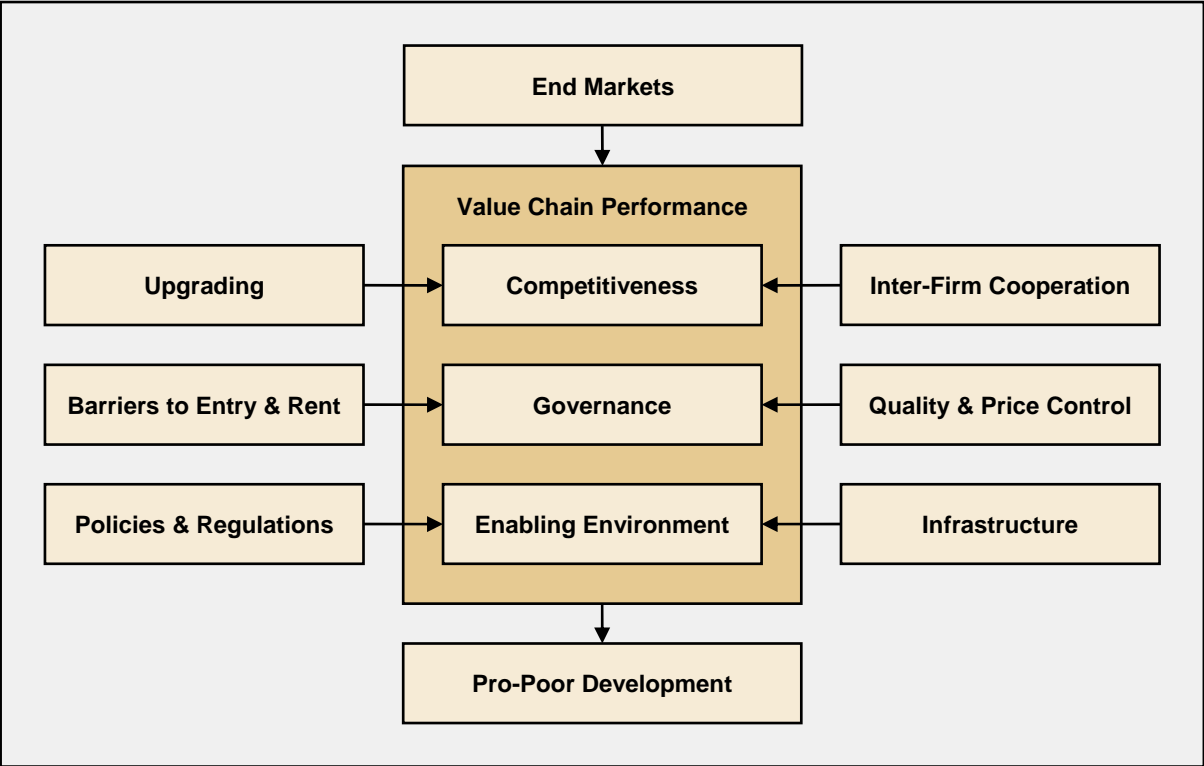 End Markets
Value Chain Performance
Upgrading
Competitiveness
Inter-Firm Cooperation
Barriers to Entry & Rent
Governance
Quality & Price Control
Policies & Regulations
Enabling Environment
Infrastructure
Pro-Poor Development